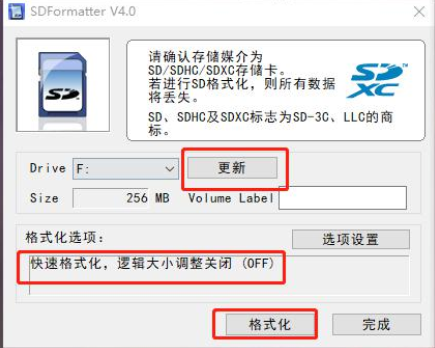 SDFormatter V4.0
请确认存储媒介为
SD/SDHC/SDXC存储卡。
若进行SD格式化，则所有数据
将丢失。
SD、SDHC及SDXC标志为SD-3C、LLC的商
标。
SD
XC
SD
Drive F: 更新
Size 256 MB Volume Label
格式化选项： 选项设置
快速格式化，逻辑大小调整关闭 (OFF)
格式化 完成